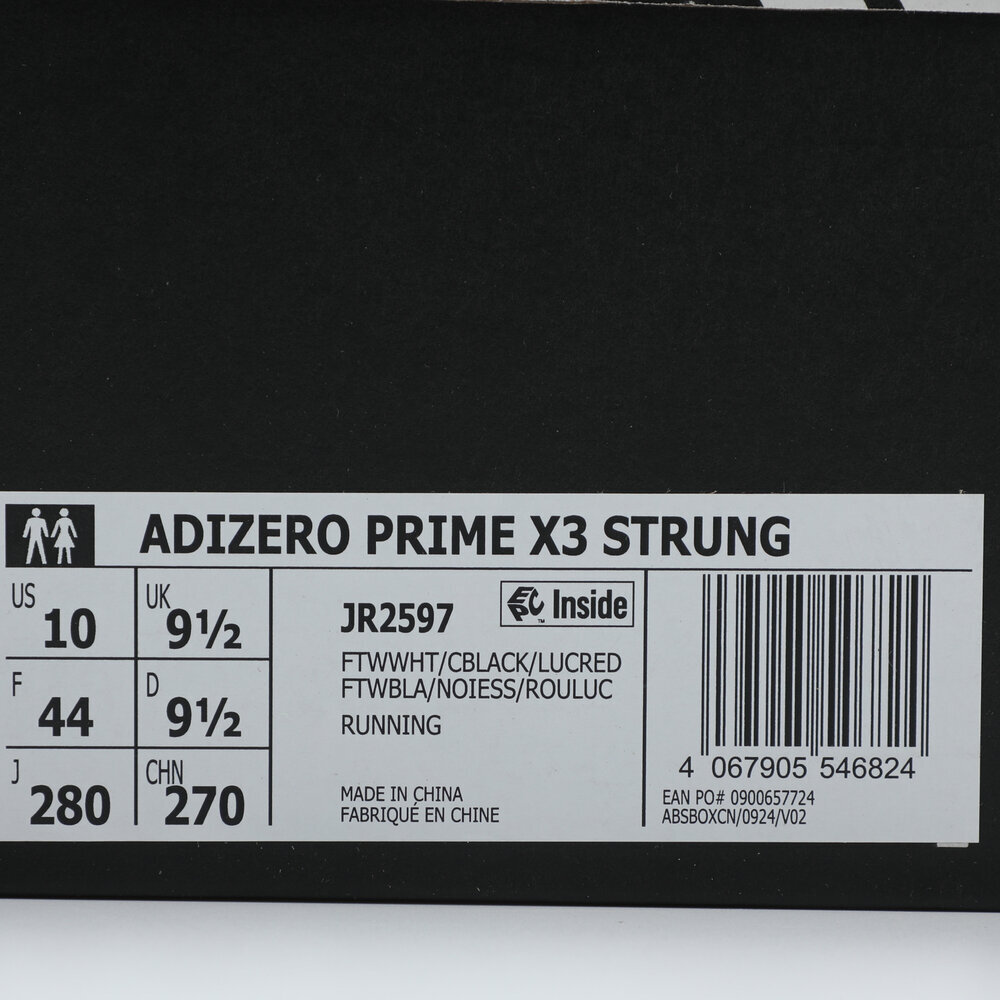 ADIZERO PRIME X3 STRUNG
US 10 UK 9½
F 44 D 9½
J 280 CHN 270
JR2597 EPC Inside ™
FTWWHT/CBLACK/LUCRED
FTWBLA/NOIESS/ROULUC
RUNNING
MADE IN CHINA
FABRIQUÉ EN CHINE
4 067905 546824
EAN PO# 0900657724
ABSBOXCN/0924/V02